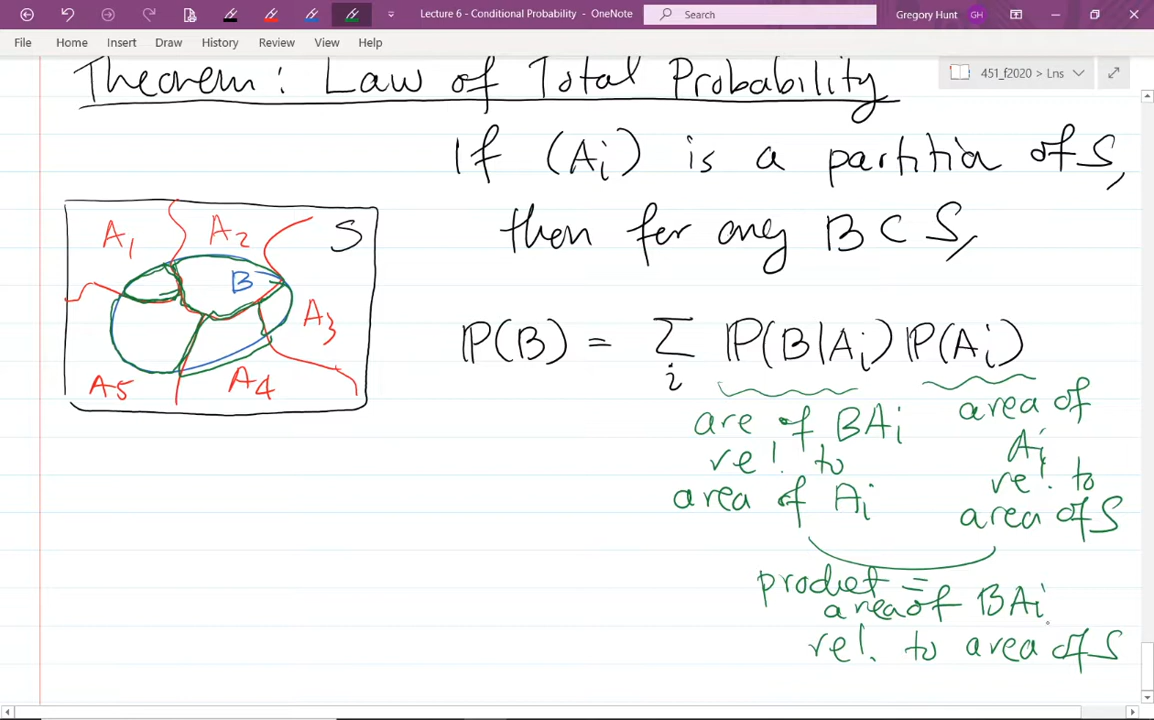 Lecture 6 - Conditional Probability - OneNote
Search
Gregory Hunt
GH
File Home Insert Draw History Review View Help
451_f2020 > Lns
Theorem: Law of Total Probability
If (Ai) is a partition of S,
then for any B ⊂ S,
A1 A2 S
B
A3
A5 A4
P(B) = Σ P(B|Ai) P(Ai)
i
are of BAi
rel. to
area of Ai
area of
Ai
rel. to
area of S
product =
area of BAi
rel. to area of S